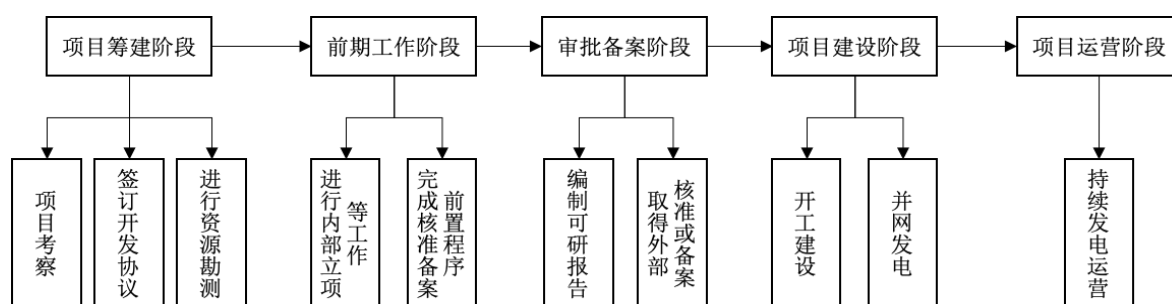 项目筹建阶段
前期工作阶段
审批备案阶段
项目建设阶段
项目运营阶段
项目考察
签订开发协议
进行资源勘测
进行内部立项
等工作
完成核准备案
前置程序
编制可研报告
取得外部
核准或备案
开工建设
并网发电
持续发电运营